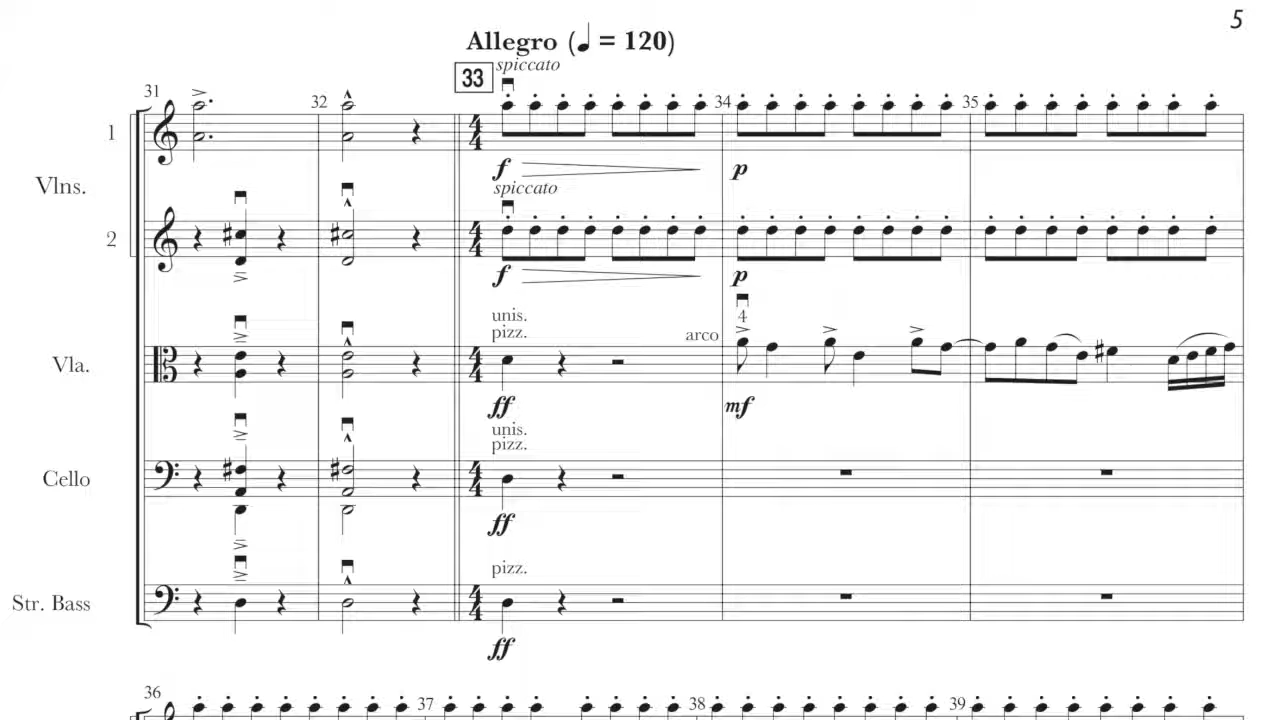 5
Allegro (♩ = 120)
33
spiccato
31
32
34
35
1
f
p
Vlns.
spiccato
2
f
p
unis.
pizz.
arco
4
Vla.
ff
mf
unis.
pizz.
Cello
ff
pizz.
Str. Bass
ff
36
37
38
39